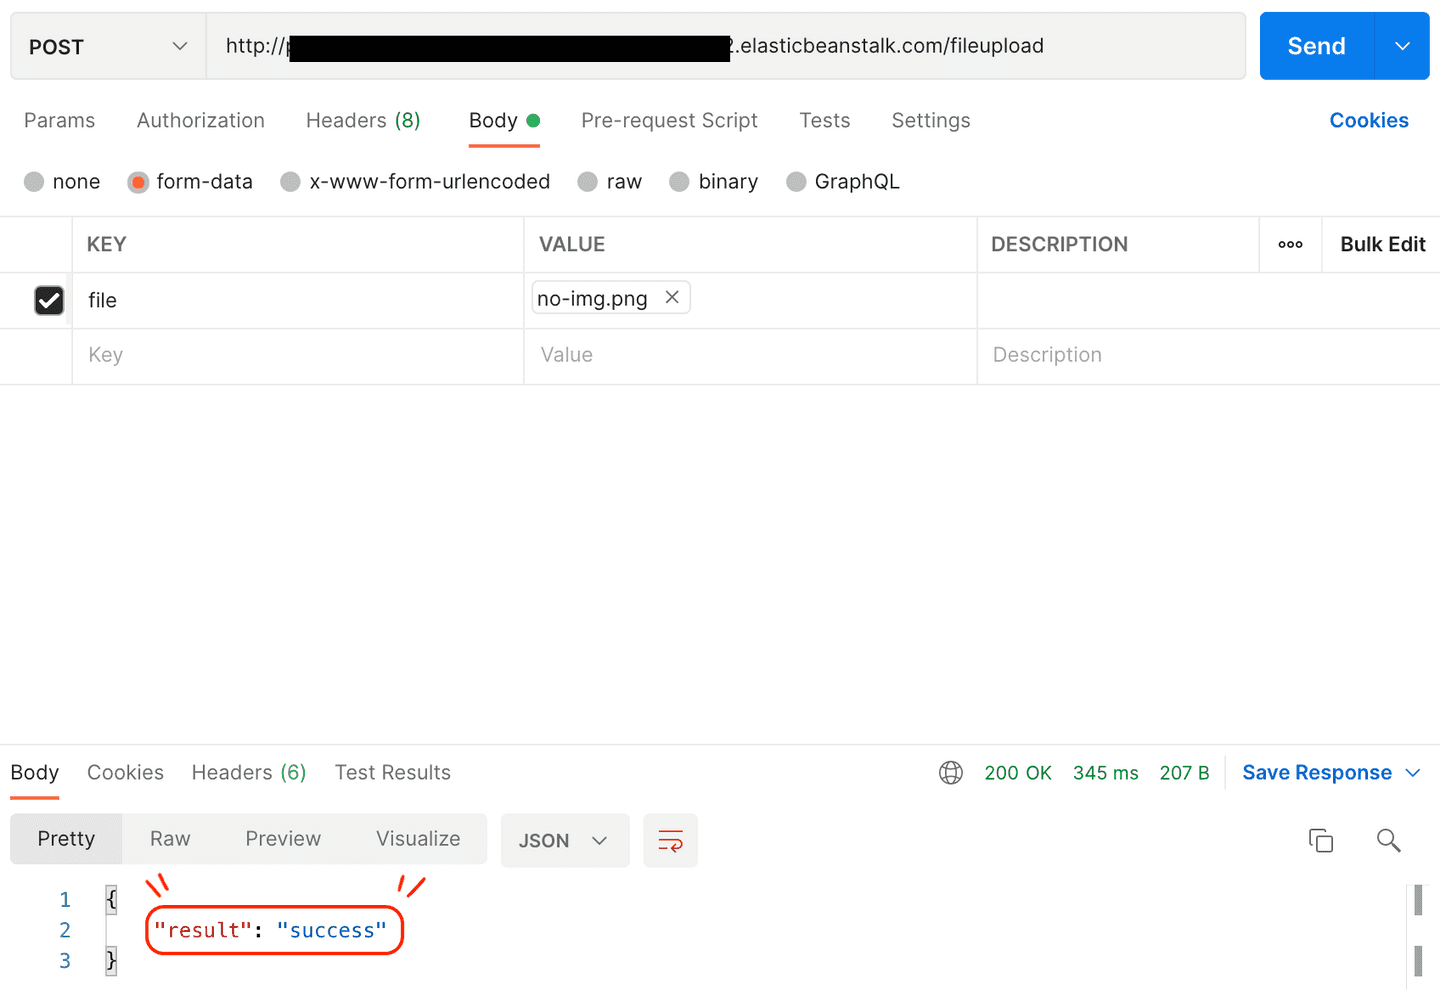 POST http:// .elasticbeanstalk.com/fileupload Send
Params Authorization Headers (8) Body Pre-request Script Tests Settings Cookies
none form-data x-www-form-urlencoded raw binary GraphQL
KEY VALUE DESCRIPTION ooo Bulk Edit
file no-img.png
Key Value Description
Body Cookies Headers (6) Test Results 200 OK 345 ms 207 B Save Response
Pretty Raw Preview Visualize JSON
1 {
2 "result": "success"
3 }